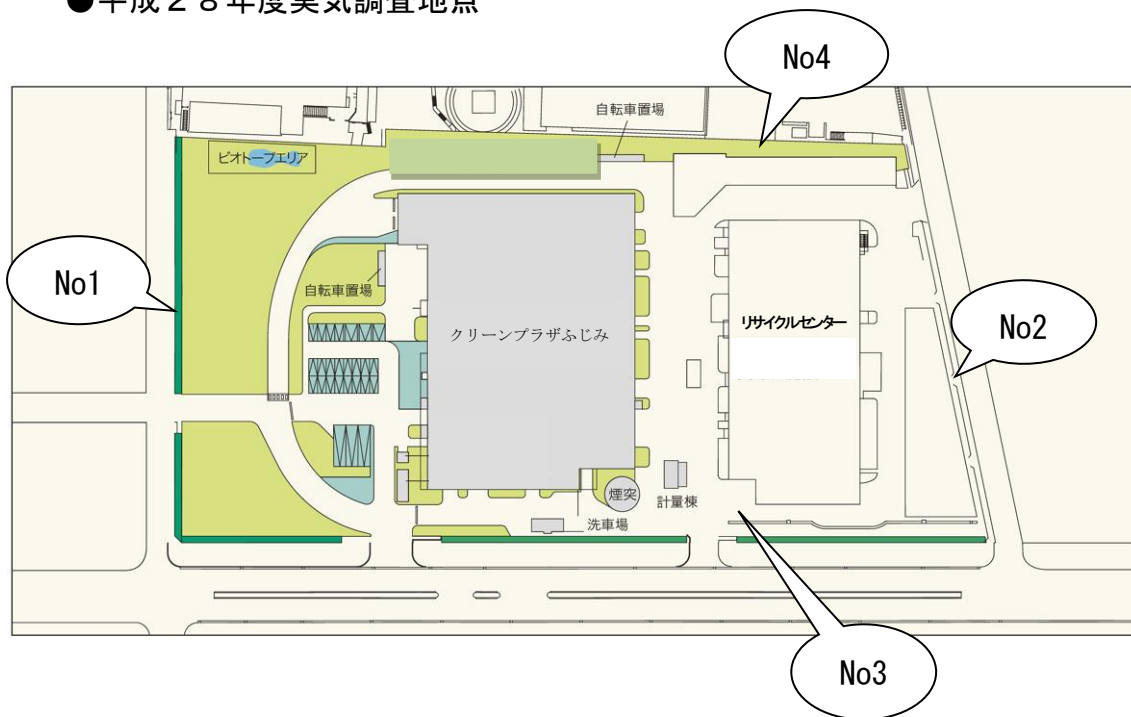 ●平成２８年度臭気調査地点
No4
自転車置場
ビオトープエリア
No1
自転車置場
クリーンプラザふじみ
リサイクルセンター
No2
煙突
計量棟
洗車場
No3